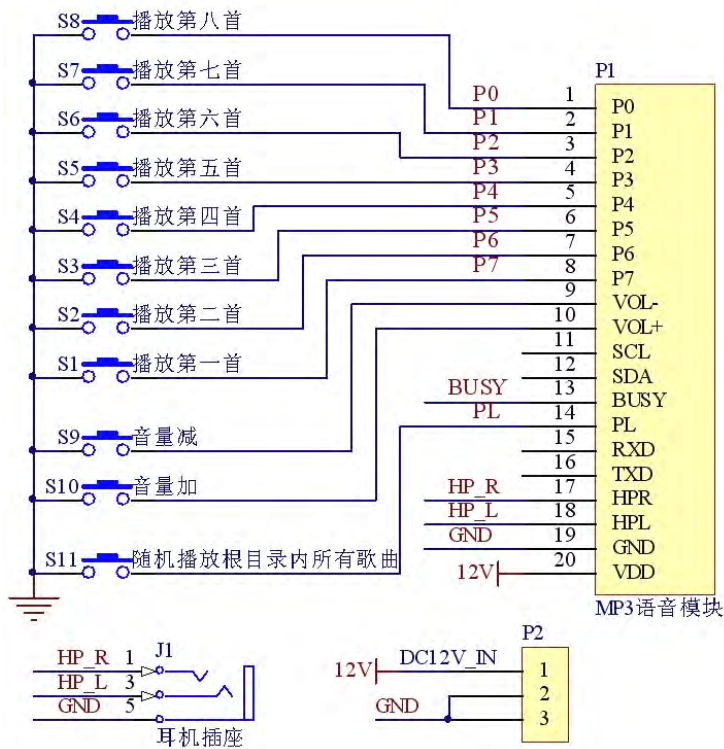 S8 播放第八首
S7 播放第七首
S6 播放第六首
S5 播放第五首
S4 播放第四首
S3 播放第三首
S2 播放第二首
S1 播放第一首
S9 音量减
S10 音量加
S11 随机播放根目录内所有歌曲
P1
P0 1 P0
P1 2 P1
P2 3 P2
P3 4 P3
P4 5 P4
P5 6 P5
P6 7 P6
P7 8 P7
9 VOL-
10 VOL+
11 SCL
12 SDA
BUSY 13 BUSY
PL 14 PL
15 RXD
16 TXD
HP_R 17 HPR
HP_L 18 HPL
GND 19 GND
12V 20 VDD
MP3语音模块
J1
HP_R 1
HP_L 3
GND 5
耳机插座
P2
12V DC12V_IN 1
2
GND 3